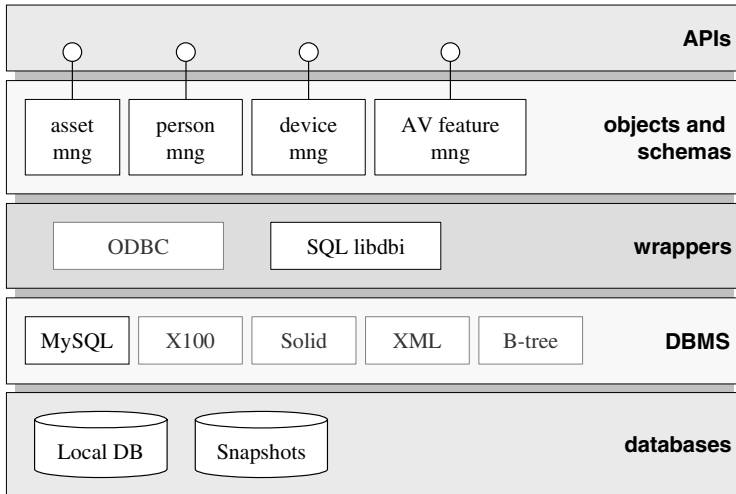 APIs
asset
mng
person
mng
device
mng
AV feature
mng
objects and
schemas
ODBC
SQL libdbi
wrappers
MySQL
X100
Solid
XML
B-tree
DBMS
Local DB
Snapshots
databases